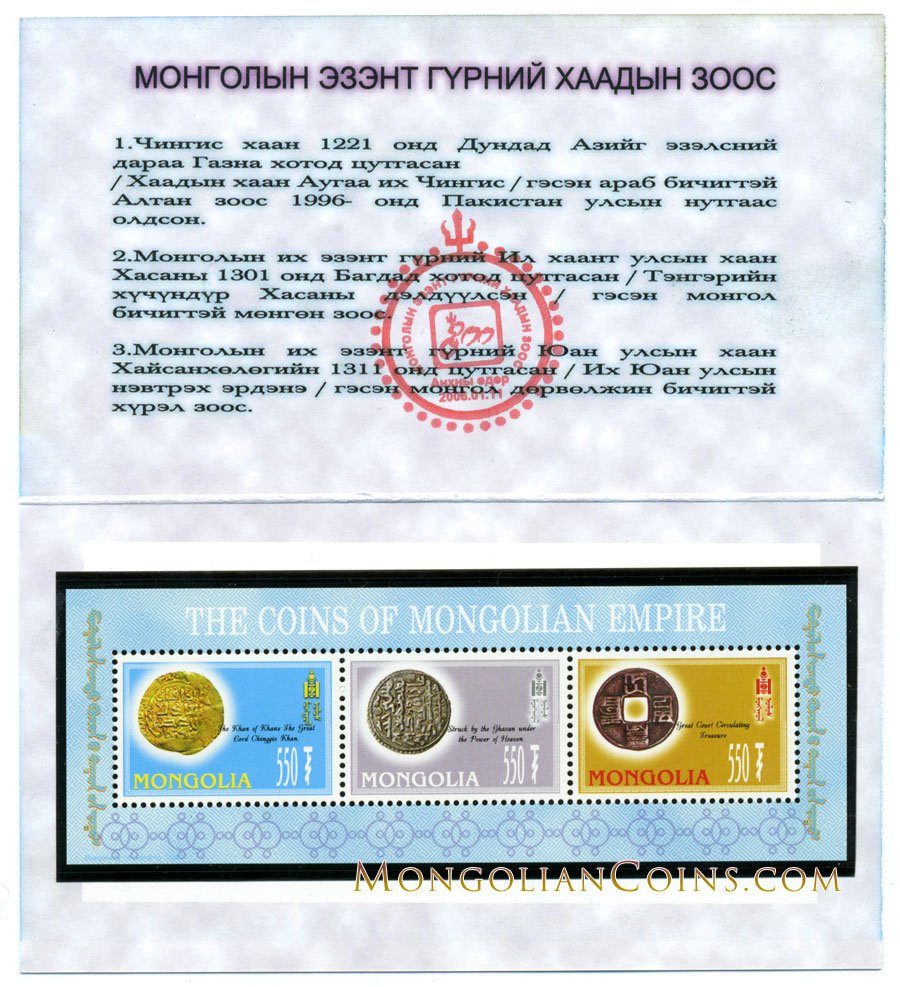 МОНГОЛЫН ЭЗЭНТ ГҮРНИЙ ХААДЫН ЗООС
1.Чингис хаан 1221 онд Дундад Азийг эзэлсний
дараа Газна хотод цутгасан
/ Хаадын хаан Аугаа их Чингис / гэсэн араб бичигтэй
Алтан зоос 1996- онд Пакистан улсын нутгаас
олдсон.
2.Монголын их эзэнт гүрний Ил хаант улсын хаан
Хасаны 1301 онд Багдад хотод цутгасан / Тэнгэрийн
хүчүндүр Хасаны дэлдүүлсэн / гэсэн монгол
бичигтэй мөнгөн зоос.
3.Монголын их эзэнт гүрний Юан улсын хаан
Хайсанхөлөгийн 1311 онд цутгасан / Их Юан улсын
нэвтрэх эрдэнэ / гэсэн монгол дөрвөлжин бичигтэй
хүрэл зоос.
МОНГОЛЫН ЭЗЭНТ ГҮРНИЙ ХААДЫН ЗООС
Анхны өдөр
2006.01.11
THE COINS OF MONGOLIAN EMPIRE
The Khan of Khans The Great
Lord Chinggis Khan
550 ₮
MONGOLIA
Struck by the Ghazan under
the Power of Heaven
550 ₮
MONGOLIA
Great Court Circulating
Treasure
550 ₮
MONGOLIA
MONGOLIANCOINS.COM